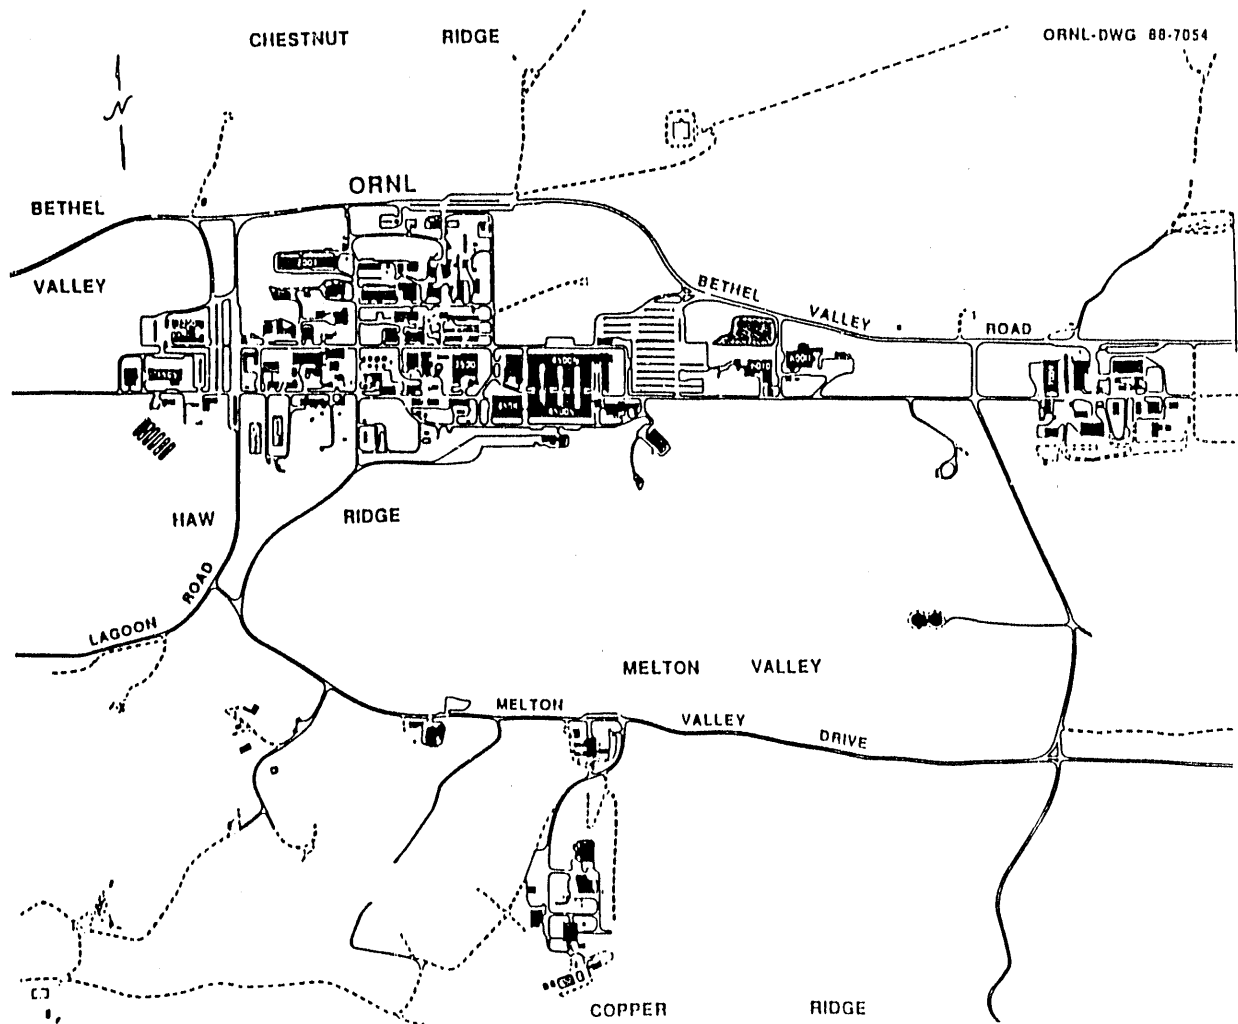 CHESTNUT RIDGE
ORNL-DWG 88-7054
N
ORNL
BETHEL
VALLEY
BETHEL VALLEY ROAD
HAW RIDGE
LAGOON ROAD
MELTON VALLEY
MELTON VALLEY DRIVE
COPPER RIDGE